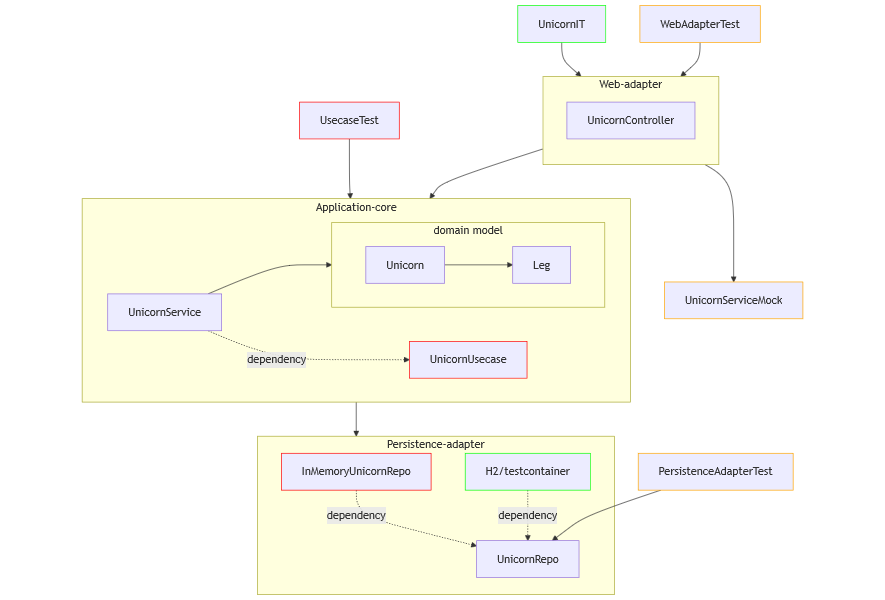 UnicornIT
WebAdapterTest
Web-adapter
UnicornController
UsecaseTest
Application-core
domain model
Unicorn
Leg
UnicornService
UnicornServiceMock
dependency
UnicornUsecase
Persistence-adapter
InMemoryUnicornRepo
H2/testcontainer
PersistenceAdapterTest
dependency
dependency
UnicornRepo